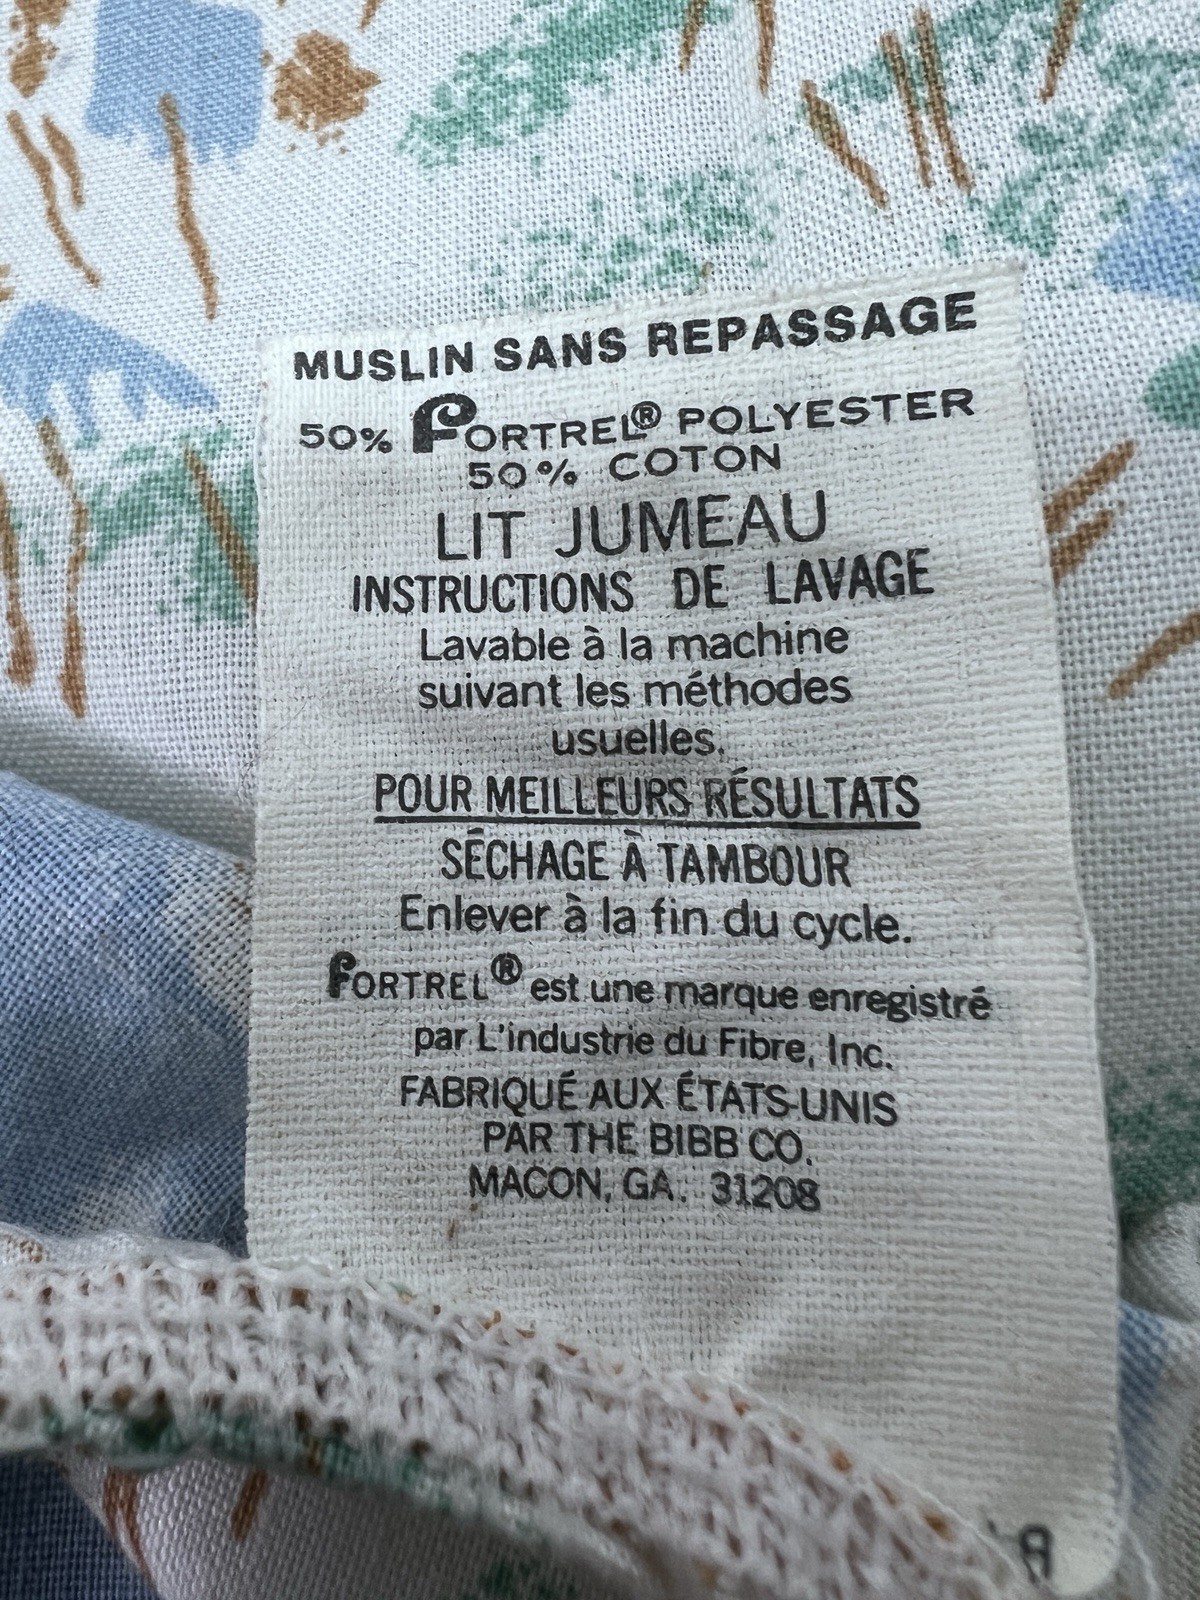 MUSLIN SANS REPASSAGE
50% FORTREL® POLYESTER
50% COTON
LIT JUMEAU
INSTRUCTIONS DE LAVAGE
Lavable à la machine
suivant les méthodes
usuelles.
POUR MEILLEURS RÉSULTATS
SÉCHAGE À TAMBOUR
Enlever à la fin du cycle.
FORTREL® est une marque enregistré
par L'industrie du Fibre, Inc.
FABRIQUÉ AUX ÉTATS-UNIS
PAR THE BIBB CO.
MACON, GA. 31208